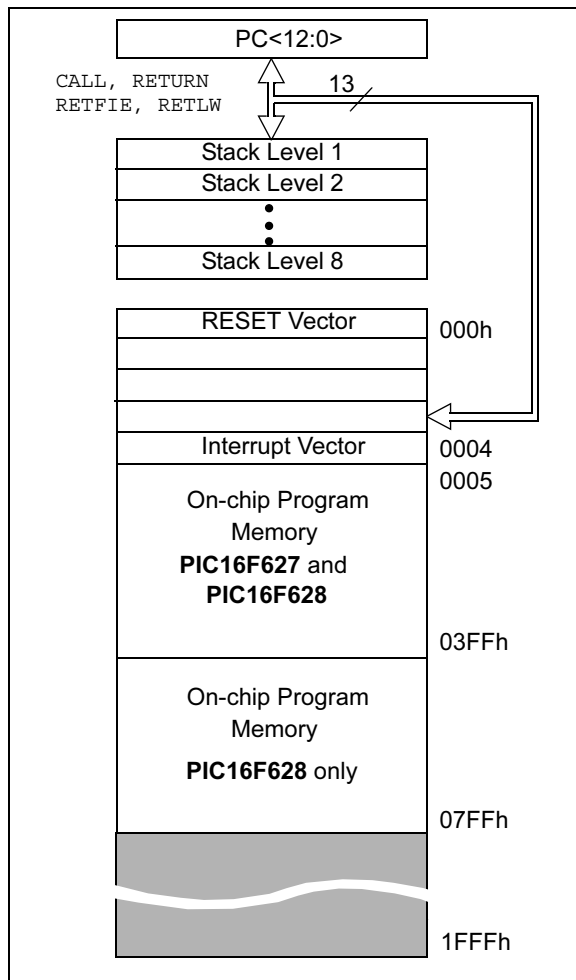 PC<12:0>
CALL, RETURN
RETFIE, RETLW
13
Stack Level 1
Stack Level 2
Stack Level 8
RESET Vector
000h
Interrupt Vector
0004
0005
On-chip Program
Memory
PIC16F627 and
PIC16F628
03FFh
On-chip Program
Memory
PIC16F628 only
07FFh
1FFFh